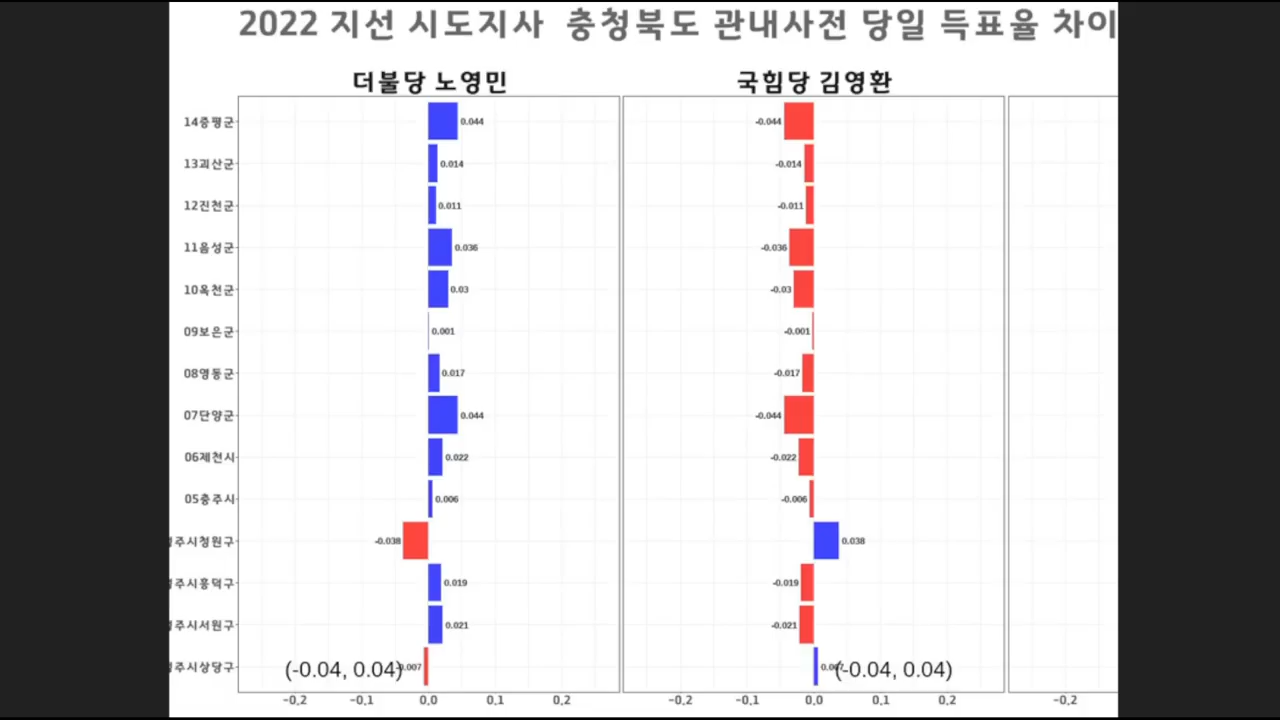 2022 지선 시도지사 충청북도 관내사전 당일 득표율 차이
더불당 노영민
국힘당 김영환
14증평군 0.044 -0.044
13괴산군 0.014 -0.014
12진천군 0.011 -0.011
11음성군 0.036 -0.036
10옥천군 0.03 -0.03
09보은군 0.001 -0.001
08영동군 0.017 -0.017
07단양군 0.044 -0.044
06제천시 0.022 -0.022
05충주시 0.006 -0.006
주시청원구 -0.038 0.038
주시흥덕구 0.019 -0.019
주시서원구 0.021 -0.021
주시상당구 (-0.04, 0.04) (-0.04, 0.04)
-0.2 -0.1 0.0 0.1 0.2 -0.2 -0.1 0.0 0.1 0.2 -0.2